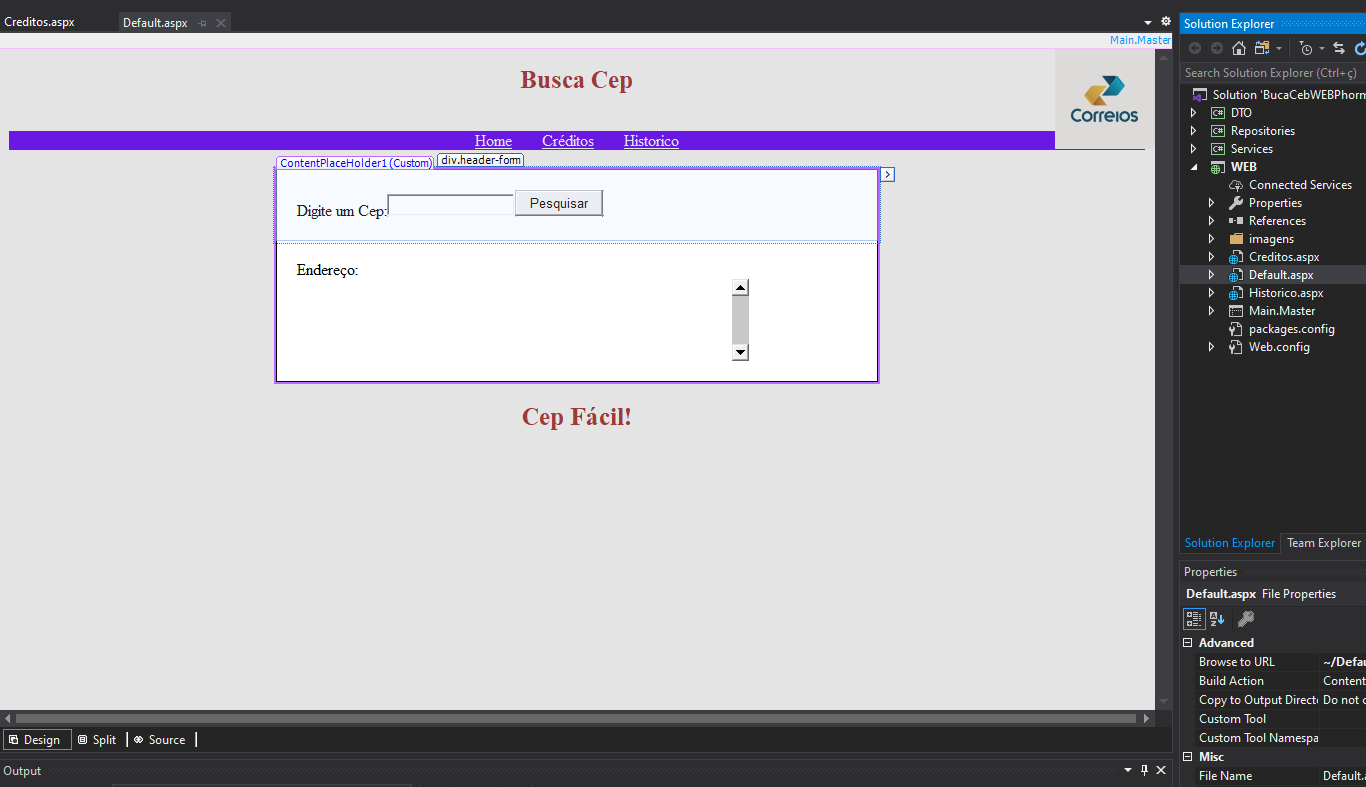 Creditos.aspx
Default.aspx
Solution Explorer
Main.Master
Busca Cep
Correios
Search Solution Explorer (Ctrl+ç)
Home Créditos Historico
Solution 'BucaCebWEBPhorm
C# DTO
C# Repositories
C# Services
WEB
Connected Services
Properties
References
imagens
Creditos.aspx
Default.aspx
Historico.aspx
Main.Master
packages.config
Web.config
ContentPlaceHolder1 (Custom)
div.header-form
Digite um Cep:
Pesquisar
Endereço:
Cep Fácil!
Solution Explorer Team Explorer
Properties
Default.aspx File Properties
Advanced
Browse to URL ~/Defau
Build Action Content
Copy to Output Direct Do not c
Custom Tool
Custom Tool Namespa
Misc
File Name Default.a
Design Split Source
Output